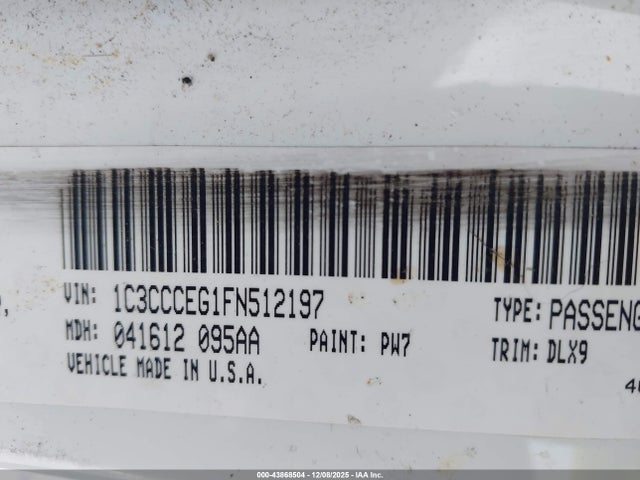 VIN: 1C3CCCEG1FN512197
TYPE: PASSENG
MDH: 041612 095AA
PAINT: PW7
TRIM: DLX9
VEHICLE MADE IN U.S.A.
000-43868504 | 12/08/2025 - IAA Inc.